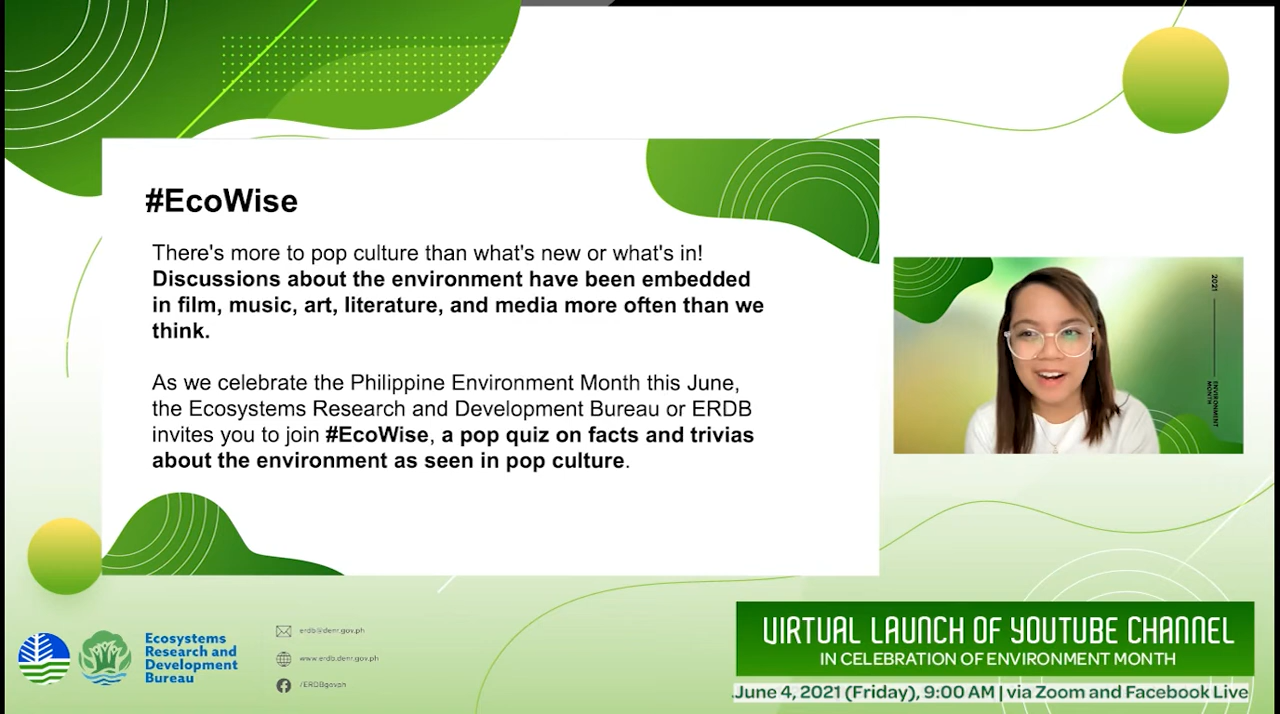 #EcoWise
There's more to pop culture than what's new or what's in!
Discussions about the environment have been embedded
in film, music, art, literature, and media more often than we
think.
As we celebrate the Philippine Environment Month this June,
the Ecosystems Research and Development Bureau or ERDB
invites you to join #EcoWise, a pop quiz on facts and trivias
about the environment as seen in pop culture.
2021
ENVIRONMENT
MONTH
Ecosystems
Research and
Development
Bureau
erdb@denr.gov.ph
www.erdb.denr.gov.ph
/ERDBgovph
VIRTUAL LAUNCH OF YOUTUBE CHANNEL
IN CELEBRATION OF ENVIRONMENT MONTH
June 4, 2021 (Friday), 9:00 AM | via Zoom and Facebook Live